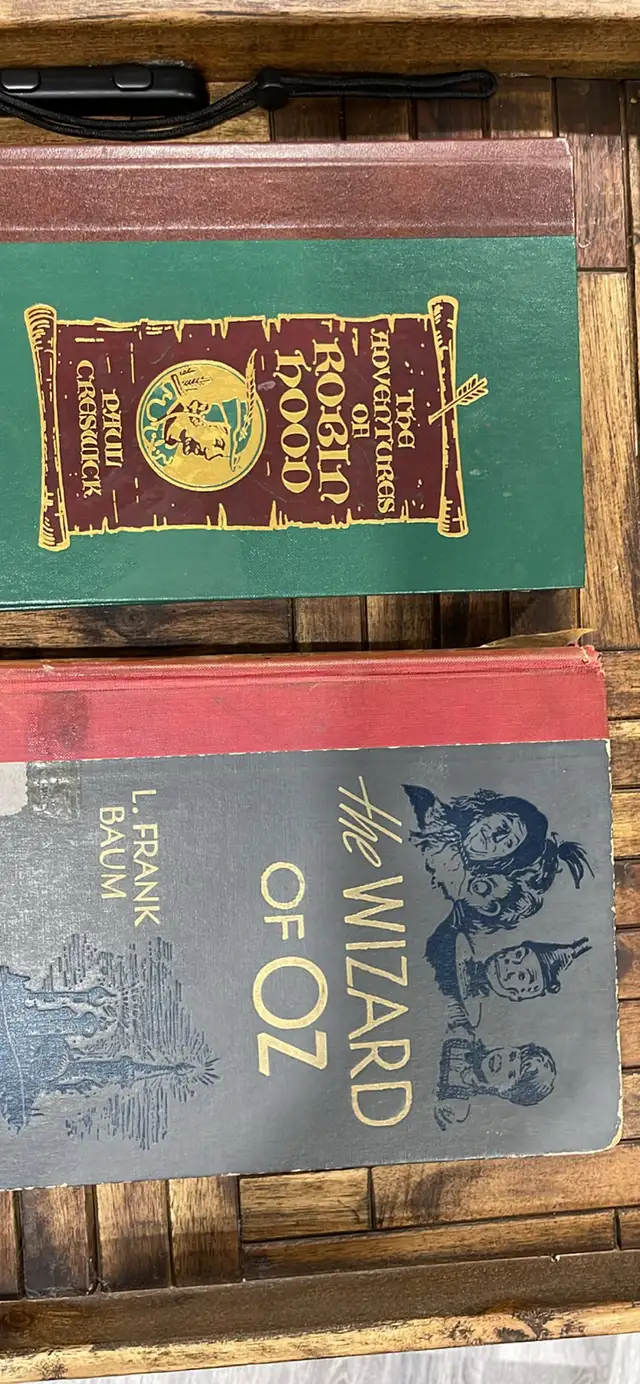 THE
ADVENTURES
OF
ROBIN
HOOD
PAUL
CRESWICK
the WIZARD
OF OZ
L. FRANK
BAUM